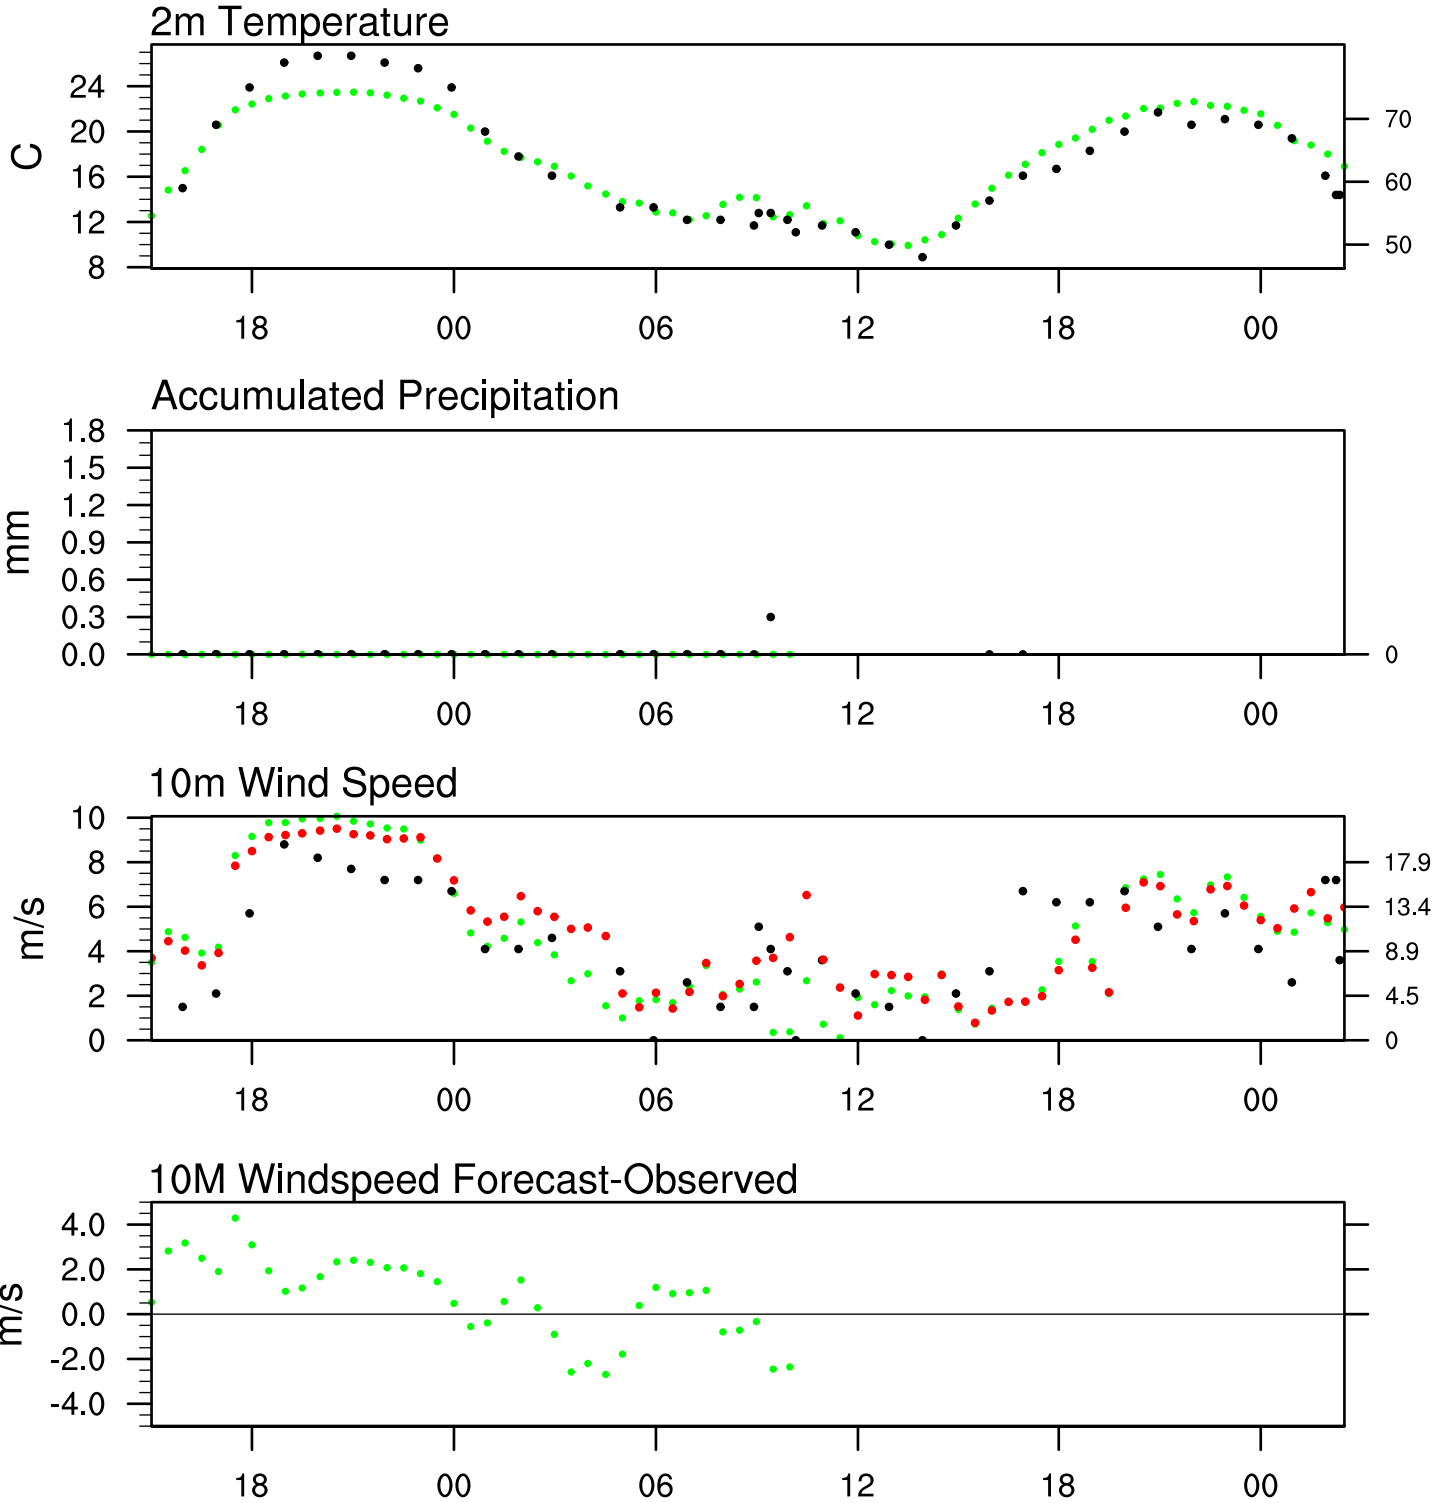 2m Temperature
24
20
16
12
8
C
70
60
50
18 00 06 12 18 00
Accumulated Precipitation
1.8
1.5
1.2
0.9
0.6
0.3
0.0
mm
0
18 00 06 12 18 00
10m Wind Speed
10
8
6
4
2
0
m/s
17.9
13.4
8.9
4.5
0
18 00 06 12 18 00
10M Windspeed Forecast-Observed
4.0
2.0
0.0
-2.0
-4.0
m/s
18 00 06 12 18 00